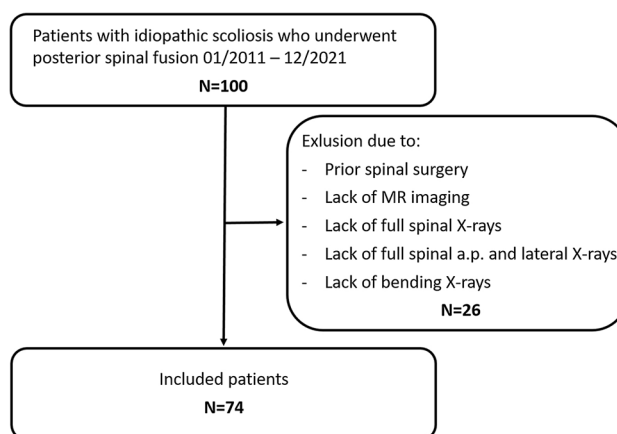 Patients with idiopathic scoliosis who underwent
posterior spinal fusion 01/2011 – 12/2021
N=100
Exlusion due to:
- Prior spinal surgery
- Lack of MR imaging
- Lack of full spinal X-rays
- Lack of full spinal a.p. and lateral X-rays
- Lack of bending X-rays
N=26
Included patients
N=74